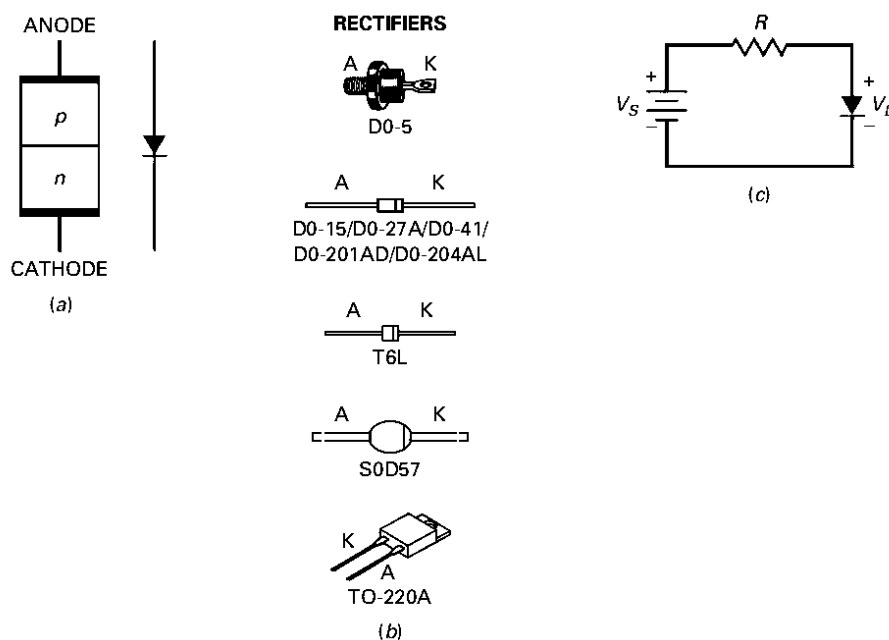 ANODE
p
n
CATHODE
(a)
RECTIFIERS
A K
D0-5
A K
D0-15/D0-27A/D0-41/
D0-201AD/D0-204AL
A K
T6L
A K
S0D57
K
A
TO-220A
(b)
R
+ +
VS
− −
(c)